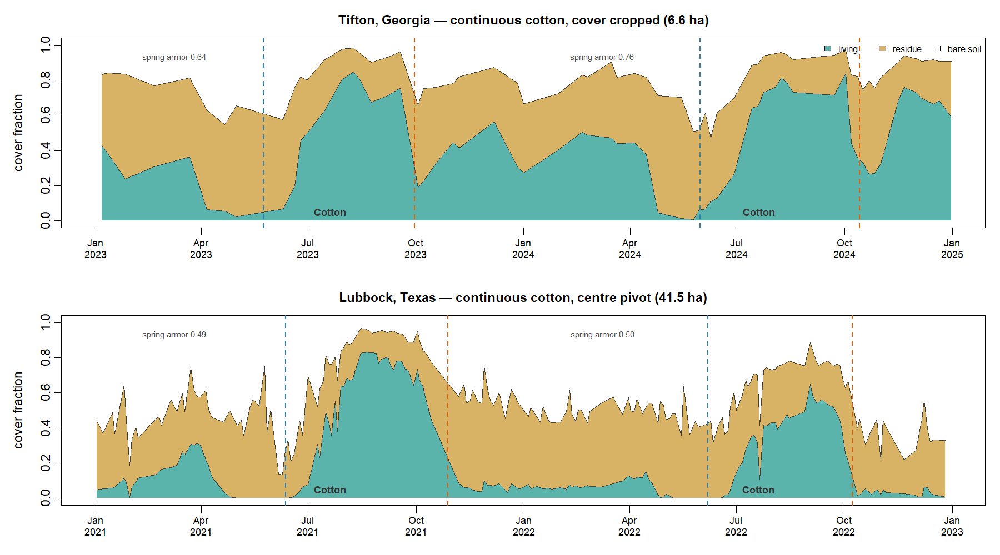 Tifton, Georgia — continuous cotton, cover cropped (6.6 ha)
cover fraction
1.0
0.8
0.6
0.4
0.2
0.0
spring armor 0.64
spring armor 0.76
living residue bare soil
Cotton Cotton
Jan Apr Jul Oct Jan Apr Jul Oct Jan
2023 2023 2023 2023 2024 2024 2024 2024 2025
Lubbock, Texas — continuous cotton, centre pivot (41.5 ha)
cover fraction
1.0
0.8
0.6
0.4
0.2
0.0
spring armor 0.49
spring armor 0.50
Cotton Cotton
Jan Apr Jul Oct Jan Apr Jul Oct Jan
2021 2021 2021 2021 2022 2022 2022 2022 2023